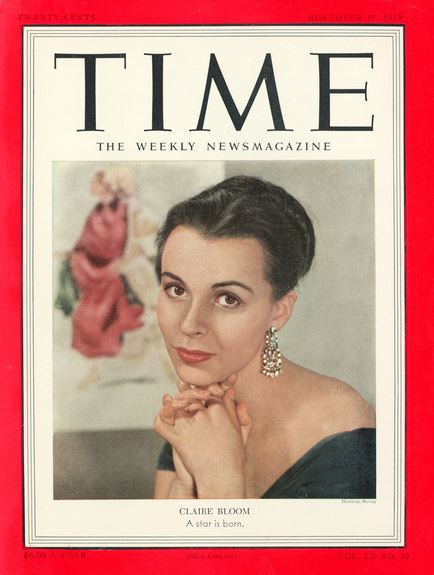 TWENTY CENTS NOVEMBER 17, 1952
TIME
THE WEEKLY NEWSMAGAZINE
Nickolas Muray
CLAIRE BLOOM
A star is born.
$6.00 A YEAR VOL. LX NO. 20